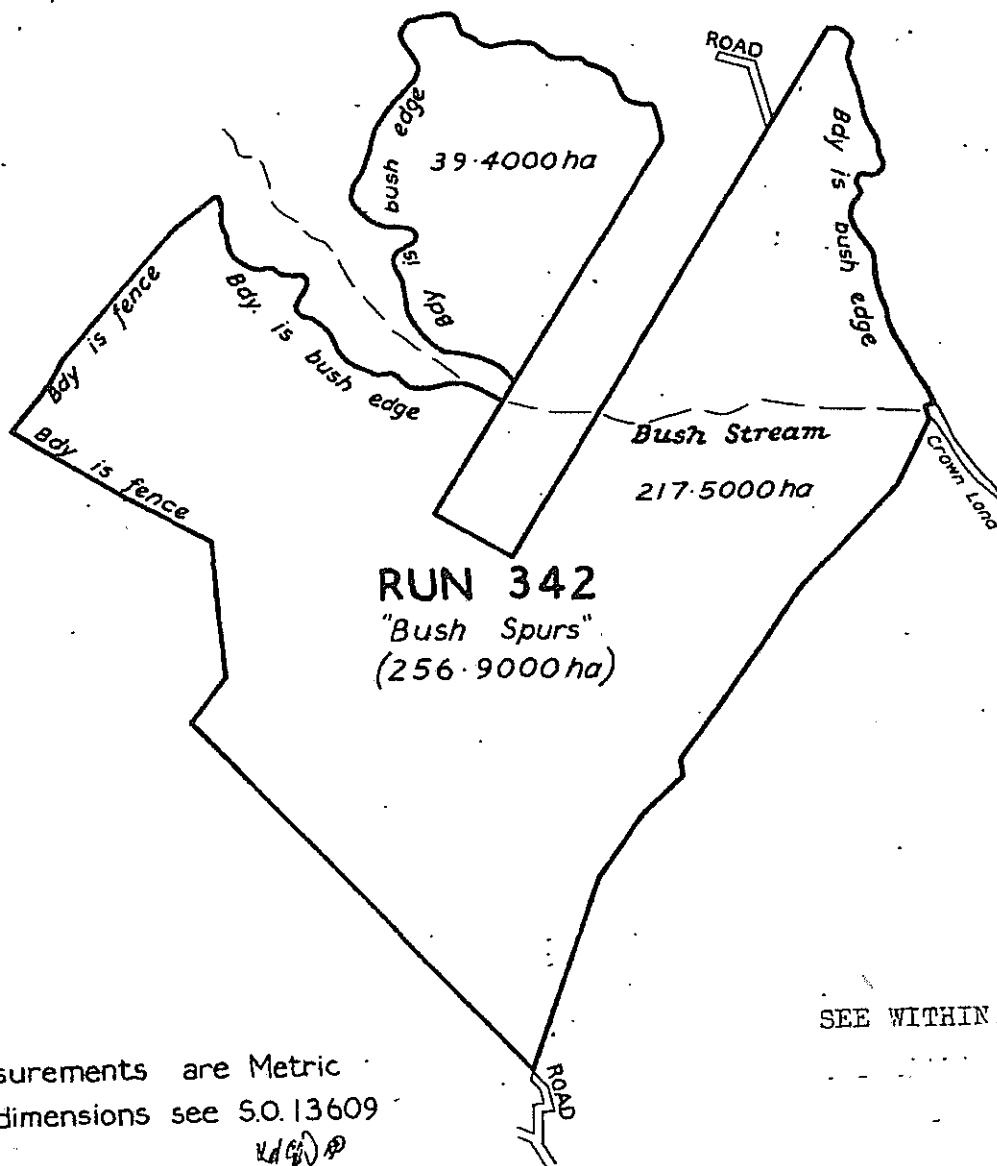 ROAD
Bdy is bush edge
39·4000 ha
Bdy is bush edge
Bdy is fence
Bdy. is bush edge
Bdy is fence
Bush Stream
217·5000 ha
Crown Land
RUN 342
"Bush Spurs"
(256·9000 ha)
SEE WITHIN
surements are Metric
dimensions see S.O. 13609
ROAD